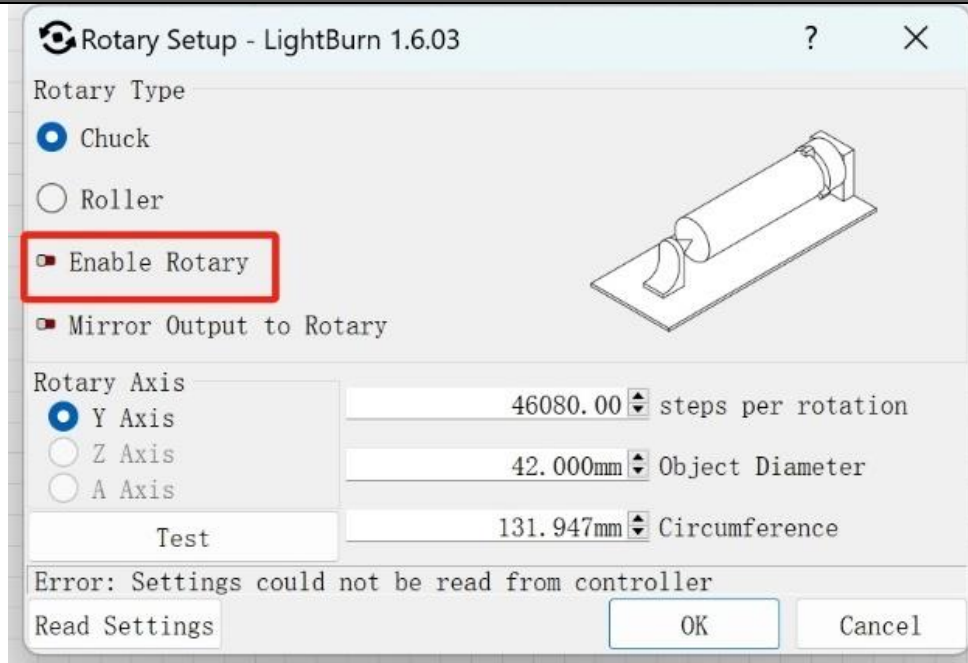 Rotary Setup - LightBurn 1.6.03 ? ×
Rotary Type
Chuck
Roller
Enable Rotary
Mirror Output to Rotary
Rotary Axis
Y Axis
Z Axis
A Axis
46080.00 steps per rotation
42.000mm Object Diameter
131.947mm Circumference
Test
Error: Settings could not be read from controller
Read Settings OK Cancel